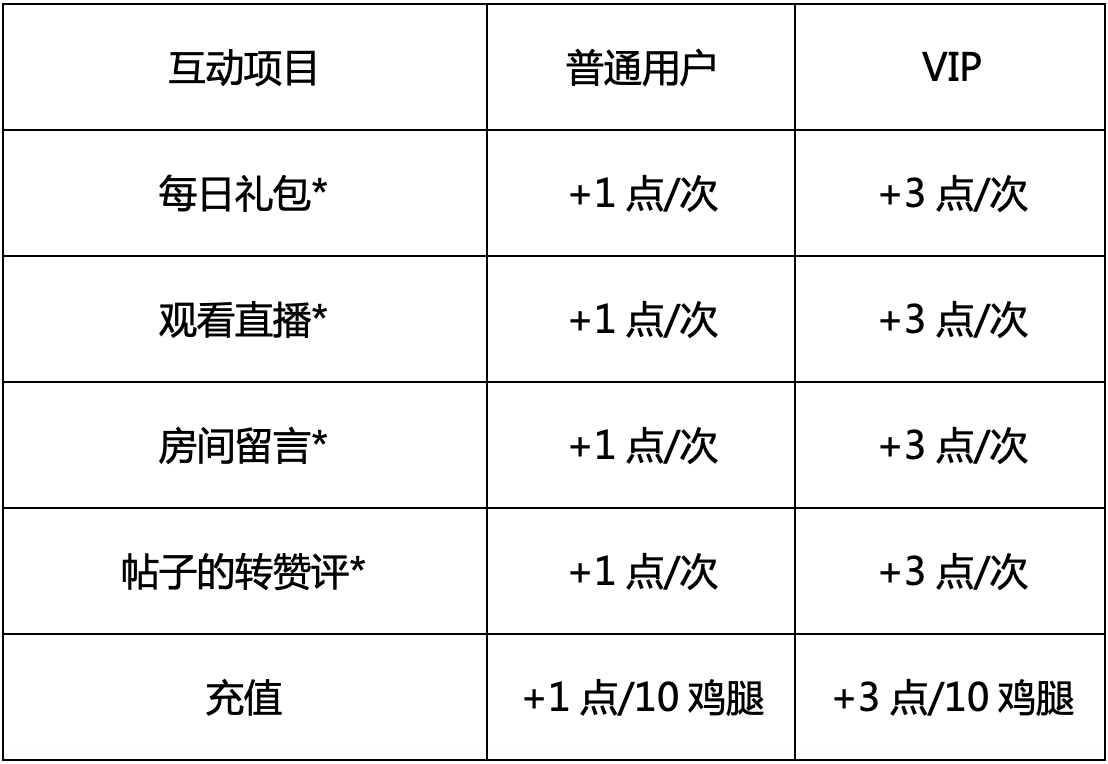 互动项目 普通用户 VIP
每日礼包* +1 点/次 +3 点/次
观看直播* +1 点/次 +3 点/次
房间留言* +1 点/次 +3 点/次
帖子的转赞评* +1 点/次 +3 点/次
充值 +1 点/10 鸡腿 +3 点/10 鸡腿